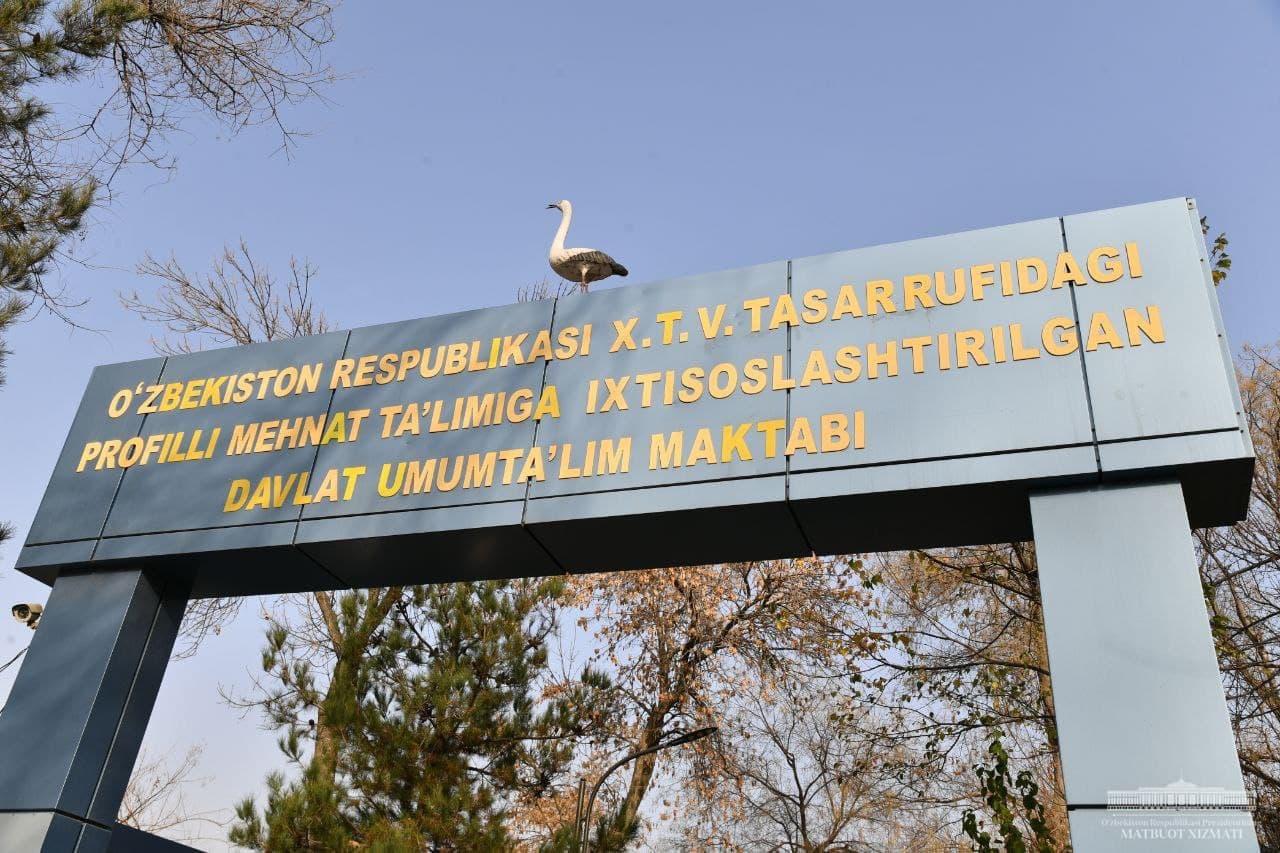 O‘ZBEKISTON RESPUBLIKASI X.T.V. TASARRUFIDAGI
PROFILLI MEHNAT TA’LIMIGA IXTISOSLASHTIRILGAN
DAVLAT UMUMTA’LIM MAKTABI
O‘zbekiston Respublikasi Prezidentining
MATBUOT XIZMATI